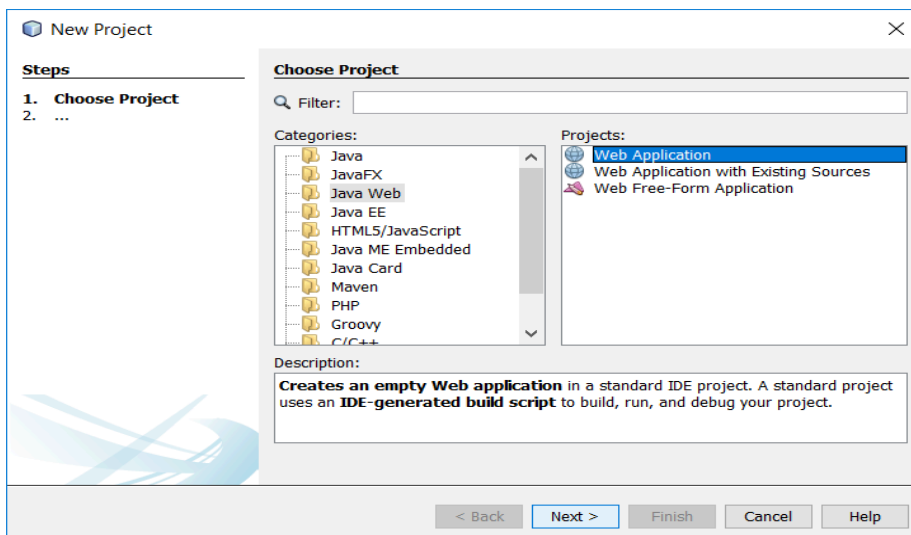 New Project
Steps
1. Choose Project
2. ...
Choose Project
Filter:
Categories:
Java
JavaFX
Java Web
Java EE
HTML5/JavaScript
Java ME Embedded
Java Card
Maven
PHP
Groovy
C/C++
Projects:
Web Application
Web Application with Existing Sources
Web Free-Form Application
Description:
Creates an empty Web application in a standard IDE project. A standard project
uses an IDE-generated build script to build, run, and debug your project.
< Back
Next >
Finish
Cancel
Help